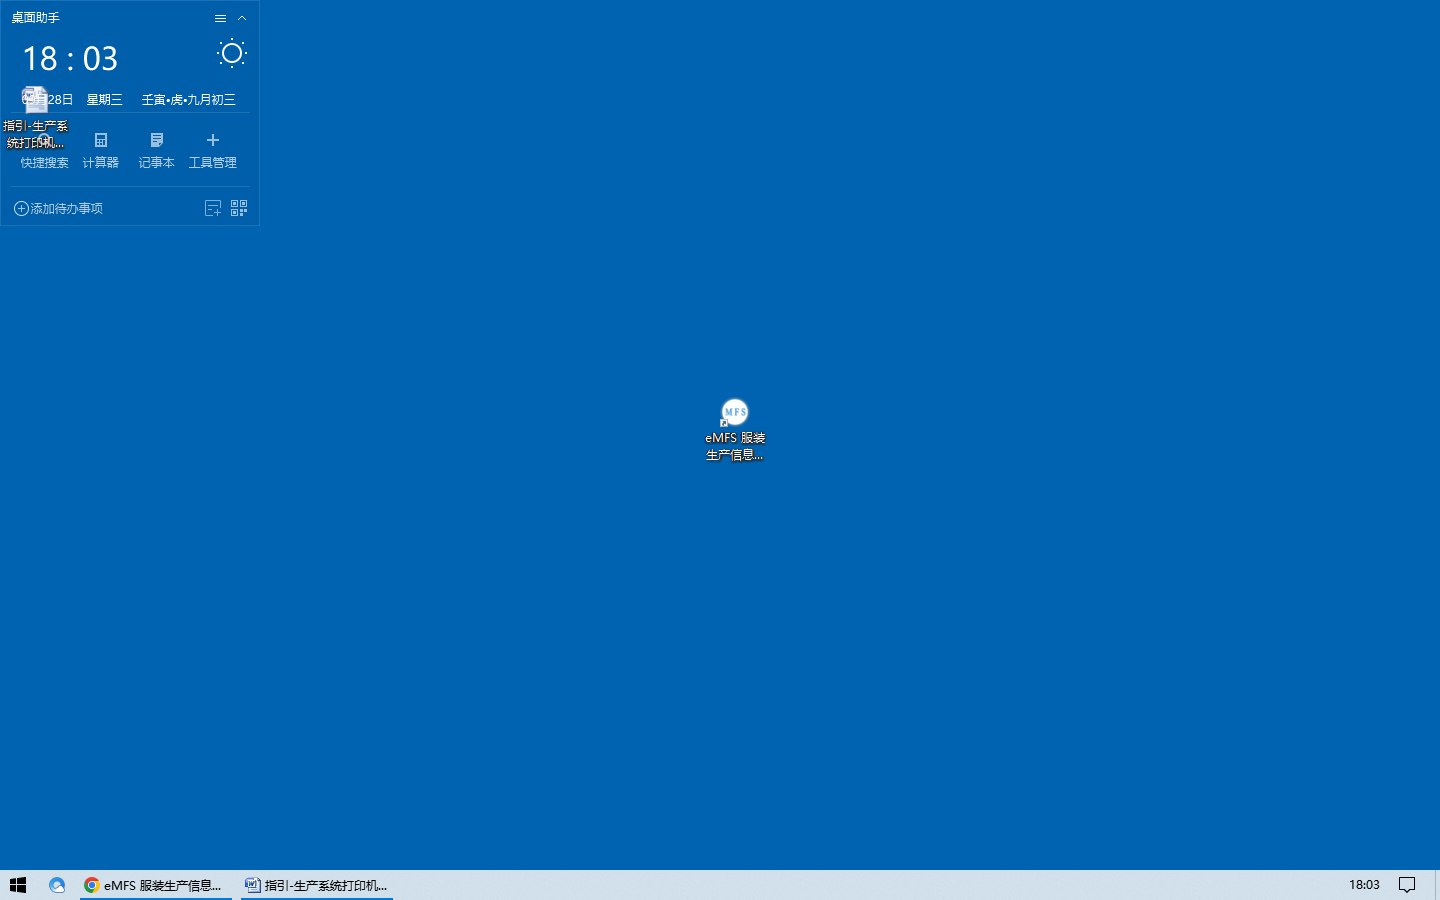 桌面助手
18 : 03
月28日 星期三 壬寅•虎•九月初三
指引-生产系
统打印机...
快捷搜索 计算器 记事本 工具管理
添加待办事项
MFS
eMFS 服装
生产信息...
eMFS 服装生产信息... 指引-生产系统打印机... 18:03